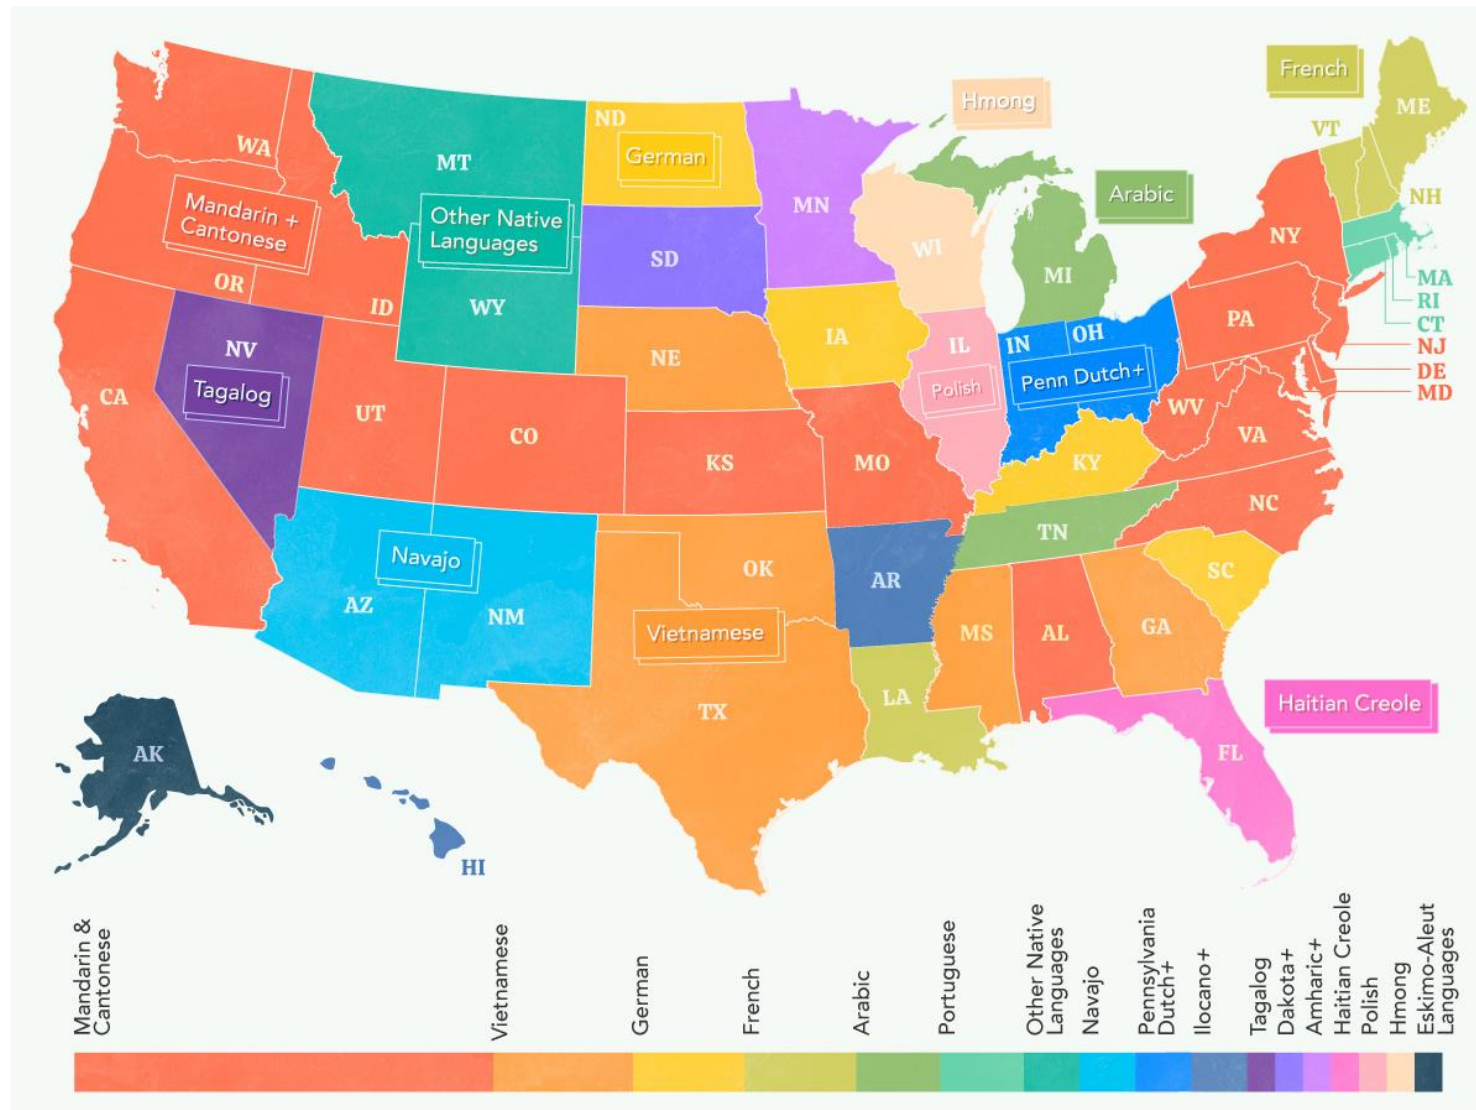 French
Hmong
ME
VT
ND
WA
MT
German
Arabic
MN
NH
Mandarin +
Cantonese
Other Native
Languages
WI
NY
SD
MI
OR
ID
WY
MA
RI
CT
PA
NV
NE
IA
IL
IN
OH
NJ
DE
MD
Tagalog
Polish
Penn Dutch+
CA
UT
CO
KS
MO
KY
WV
VA
NC
Navajo
TN
AZ
NM
OK
AR
SC
Vietnamese
MS
AL
GA
TX
LA
Haitian Creole
FL
AK
HI
Mandarin &
Cantonese
Vietnamese
German
French
Arabic
Portuguese
Other Native
Languages
Navajo
Pennsylvania
Dutch+
Ilocano+
Tagalog
Dakota+
Amharic+
Haitian Creole
Polish
Hmong
Eskimo-Aleut
Languages